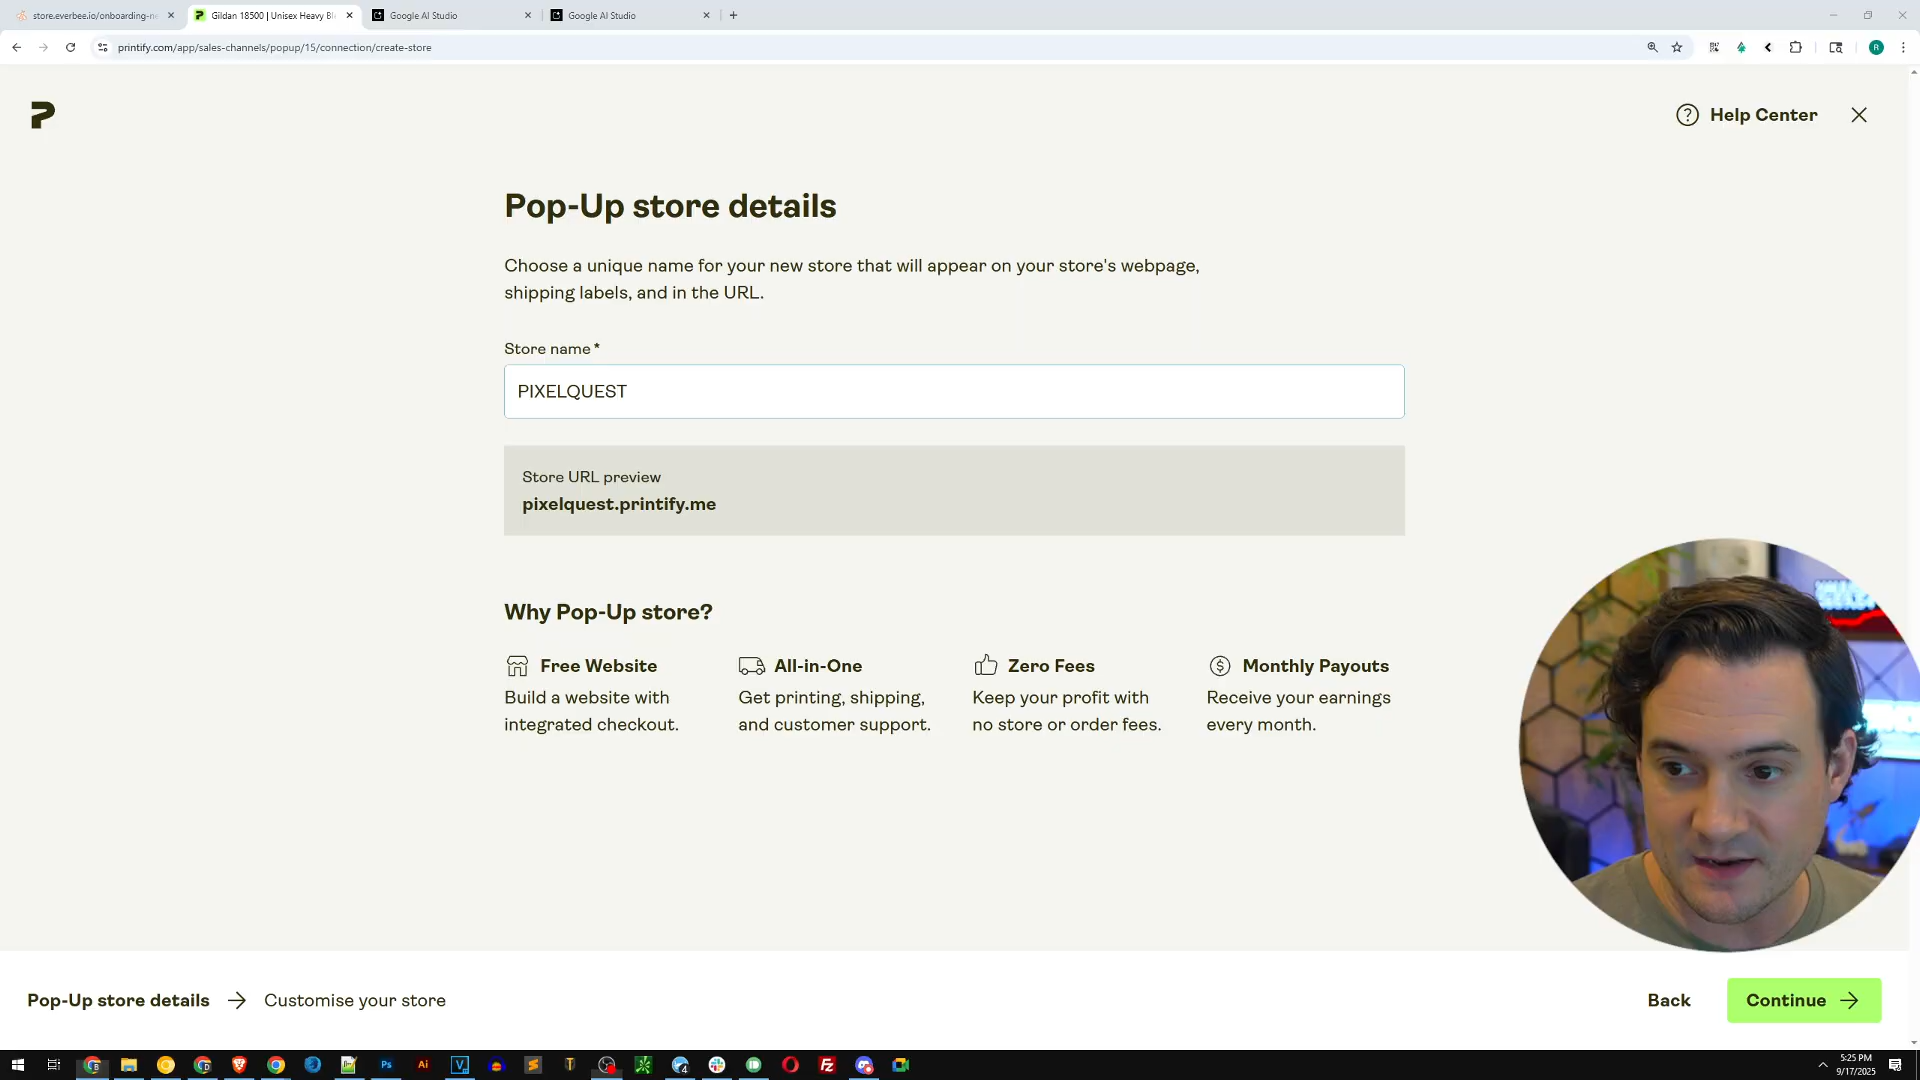 store.everbee.io/onboarding-ne
Gildan 18500 | Unisex Heavy Bl
Google AI Studio
Google AI Studio
printify.com/app/sales-channels/popup/15/connection/create-store
R
Help Center
Pop-Up store details
Choose a unique name for your new store that will appear on your store's webpage,
shipping labels, and in the URL.
Store name *
PIXELQUEST
Store URL preview
pixelquest.printify.me
Why Pop-Up store?
Free Website
Build a website with
integrated checkout.
All-in-One
Get printing, shipping,
and customer support.
Zero Fees
Keep your profit with
no store or order fees.
Monthly Payouts
Receive your earnings
every month.
Pop-Up store details
Customise your store
Back
Continue
5:25 PM
9/17/2025